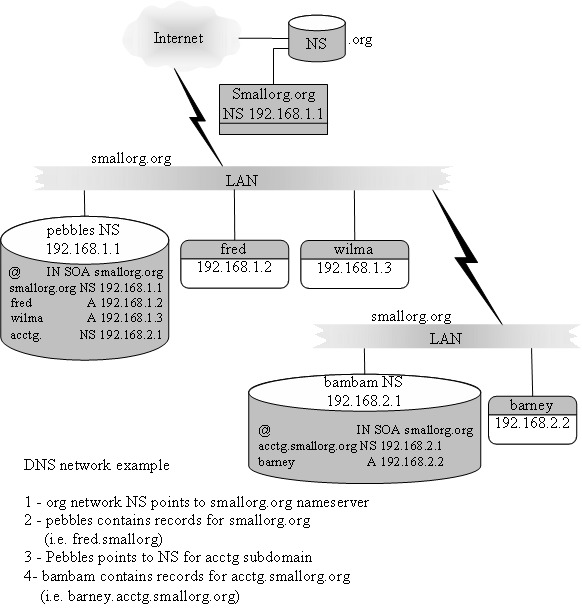 Internet
NS
.org
Smallorg.org
NS 192.168.1.1
smallorg.org
LAN
pebbles NS
192.168.1.1
@ IN SOA smallorg.org
smallorg.org NS 192.168.1.1
fred A 192.168.1.2
wilma A 192.168.1.3
acctg. NS 192.168.2.1
fred
192.168.1.2
wilma
192.168.1.3
smallorg.org
LAN
bambam NS
192.168.2.1
@ IN SOA smallorg.org
acctg.smallorg.org NS 192.168.2.1
barney A 192.168.2.2
barney
192.168.2.2
DNS network example
1 - org network NS points to smallorg.org nameserver
2 - pebbles contains records for smallorg.org
(i.e. fred.smallorg)
3 - Pebbles points to NS for acctg subdomain
4- bambam contains records for acctg.smallorg.org
(i.e. barney.acctg.smallorg.org)